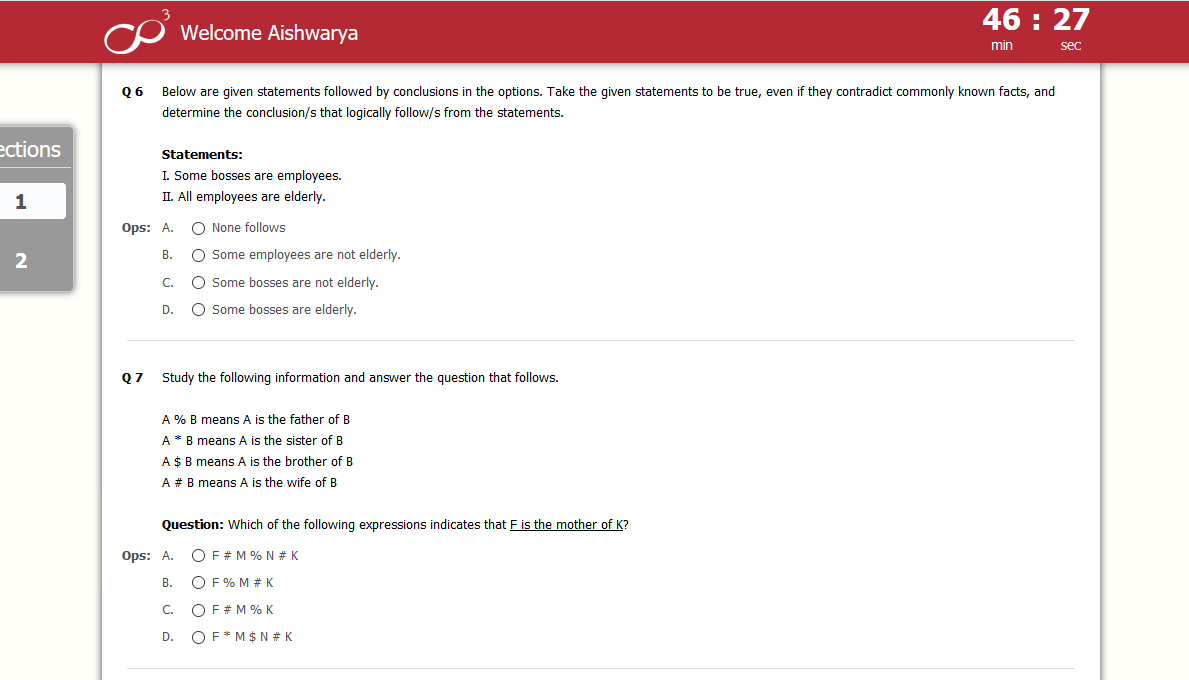 3
Welcome Aishwarya
46 : 27
min sec
ections
1
2
Q 6 Below are given statements followed by conclusions in the options. Take the given statements to be true, even if they contradict commonly known facts, and
determine the conclusion/s that logically follow/s from the statements.
Statements:
I. Some bosses are employees.
II. All employees are elderly.
Ops: A. None follows
B. Some employees are not elderly.
C. Some bosses are not elderly.
D. Some bosses are elderly.
Q 7 Study the following information and answer the question that follows.
A % B means A is the father of B
A * B means A is the sister of B
A $ B means A is the brother of B
A # B means A is the wife of B
Question: Which of the following expressions indicates that F is the mother of K?
Ops: A. F # M % N # K
B. F % M # K
C. F # M % K
D. F * M $ N # K